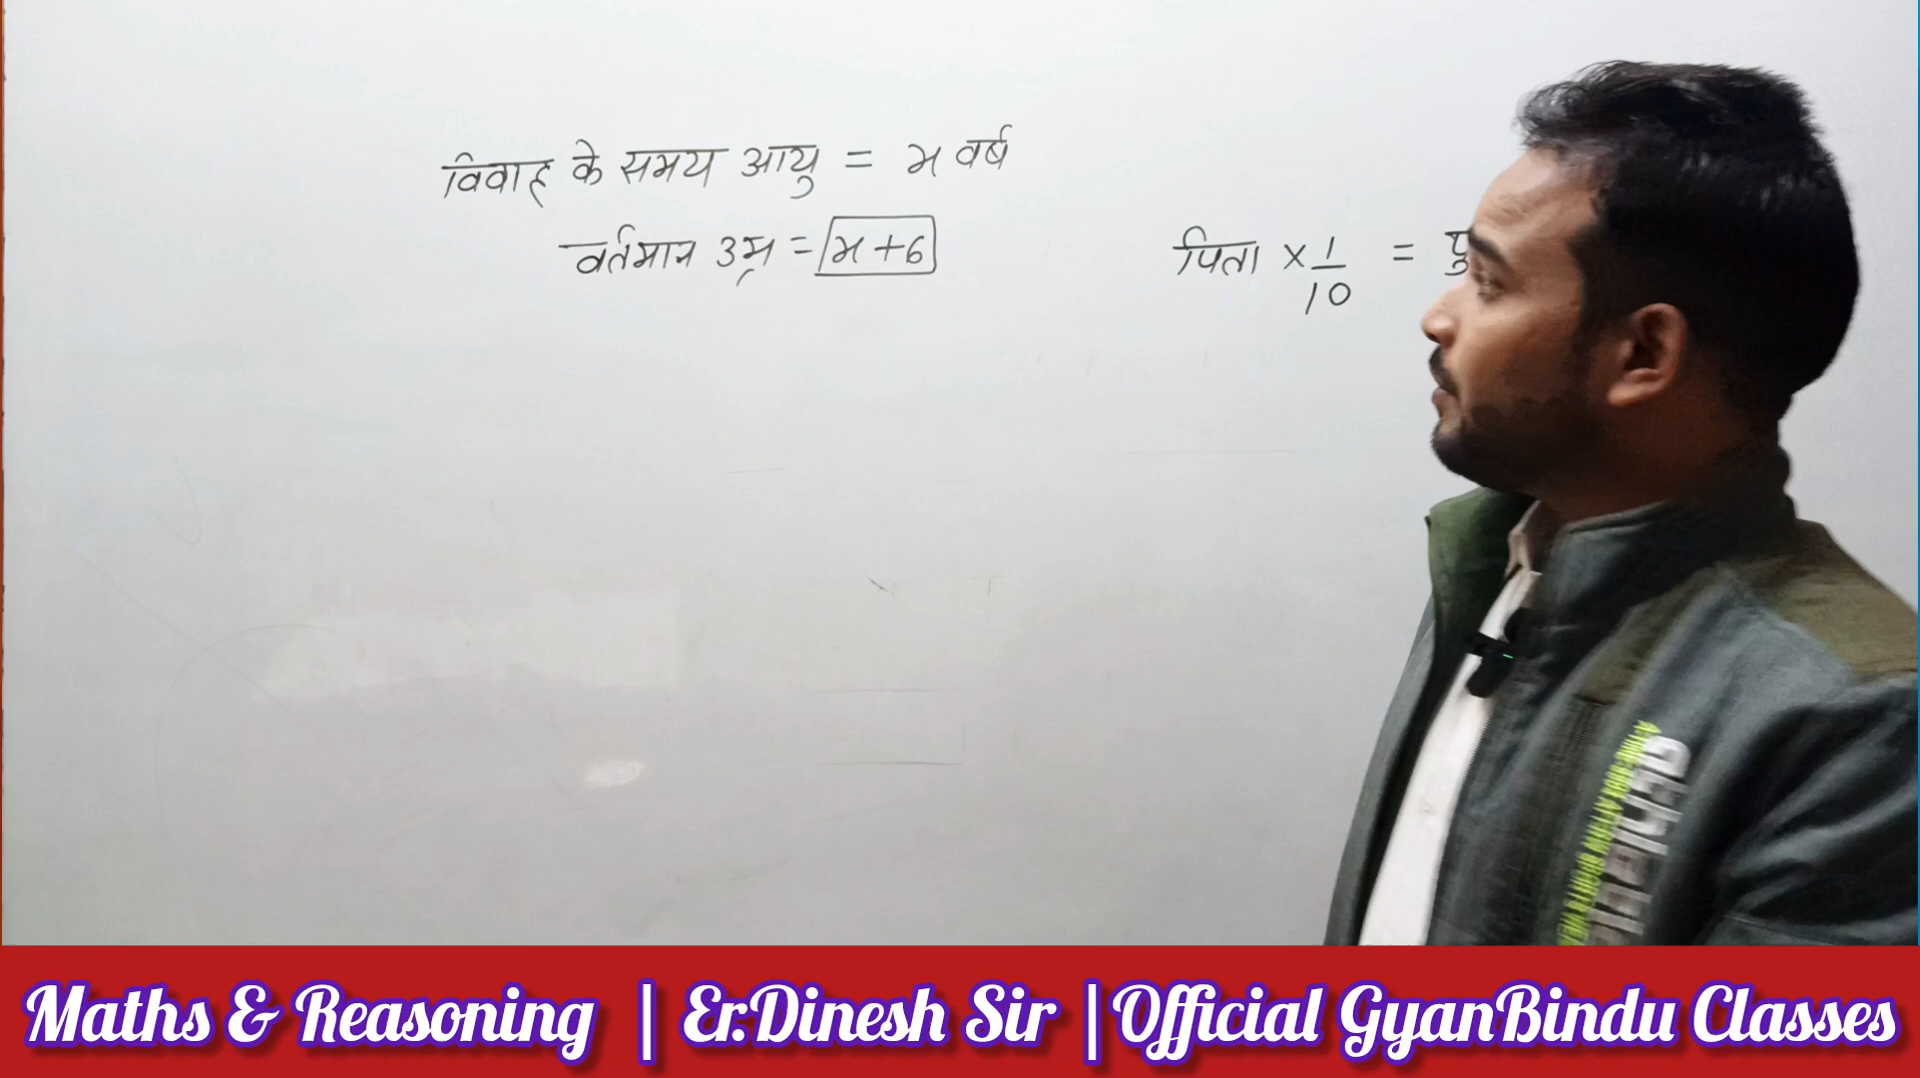 विवाह के समय आयु = x वर्ष
वर्तमान उम्र = x + 6
पिता × 1/10 =
Maths & Reasoning | Er.Dinesh Sir | Official GyanBindu Classes